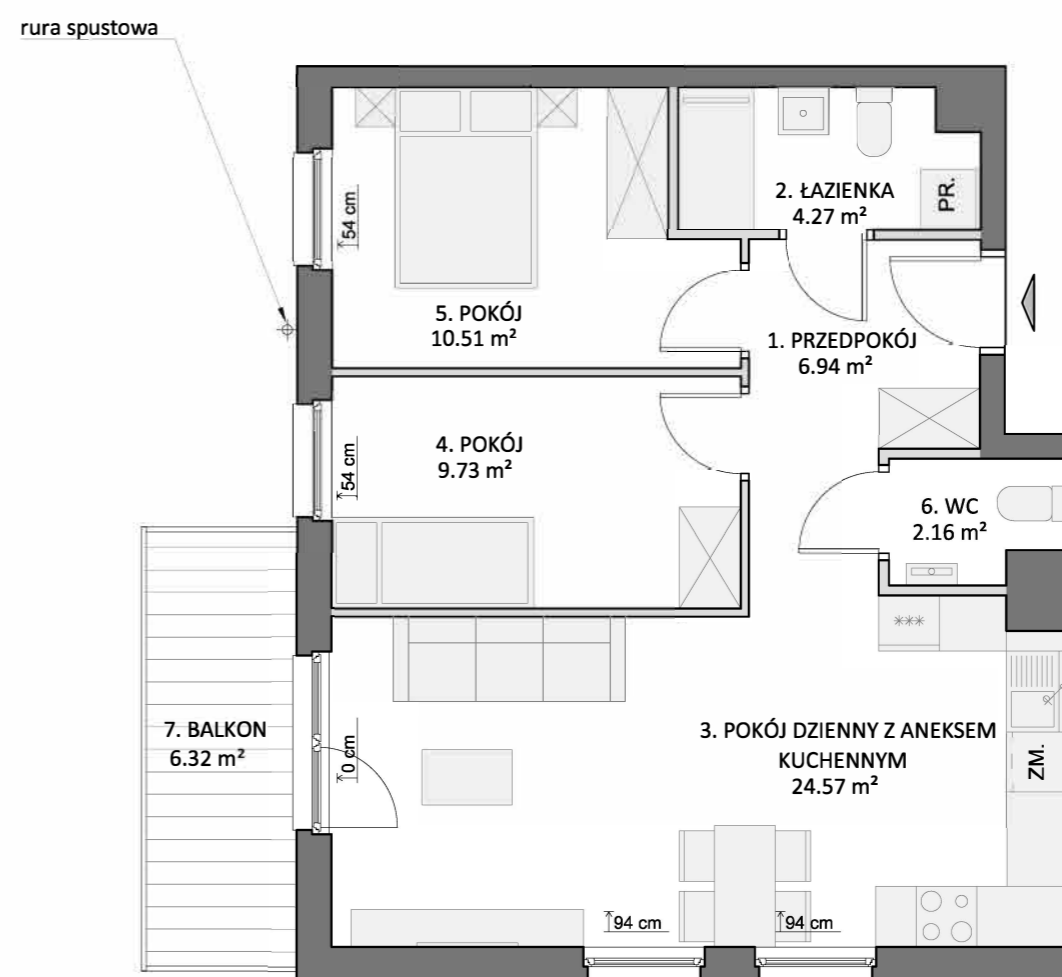 rura spustowa
2. ŁAZIENKA
4.27 m²
PR.
54 cm
5. POKÓJ
10.51 m²
1. PRZEDPOKÓJ
6.94 m²
4. POKÓJ
9.73 m²
54 cm
6. WC
2.16 m²
***
7. BALKON
6.32 m²
0 cm
3. POKÓJ DZIENNY Z ANEKSEM
KUCHENNYM
24.57 m²
ZM.
94 cm
94 cm